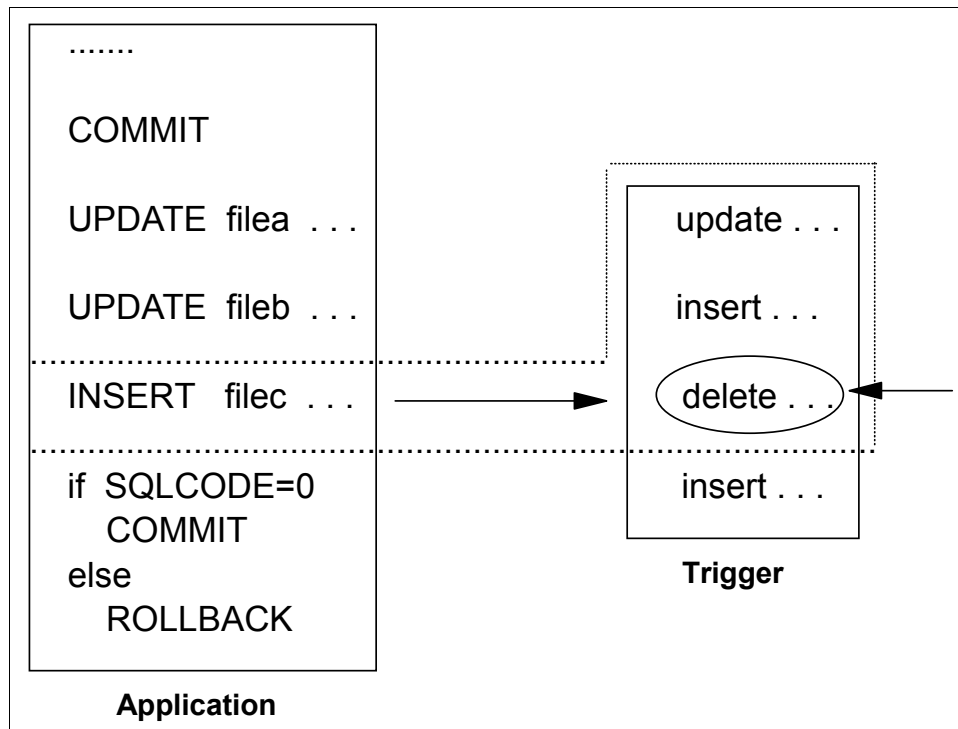 .......
COMMIT
UPDATE filea . . .
UPDATE fileb . . .
INSERT filec . . .
if SQLCODE=0
COMMIT
else
ROLLBACK
Application
update . . .
insert . . .
delete . . .
insert . . .
Trigger